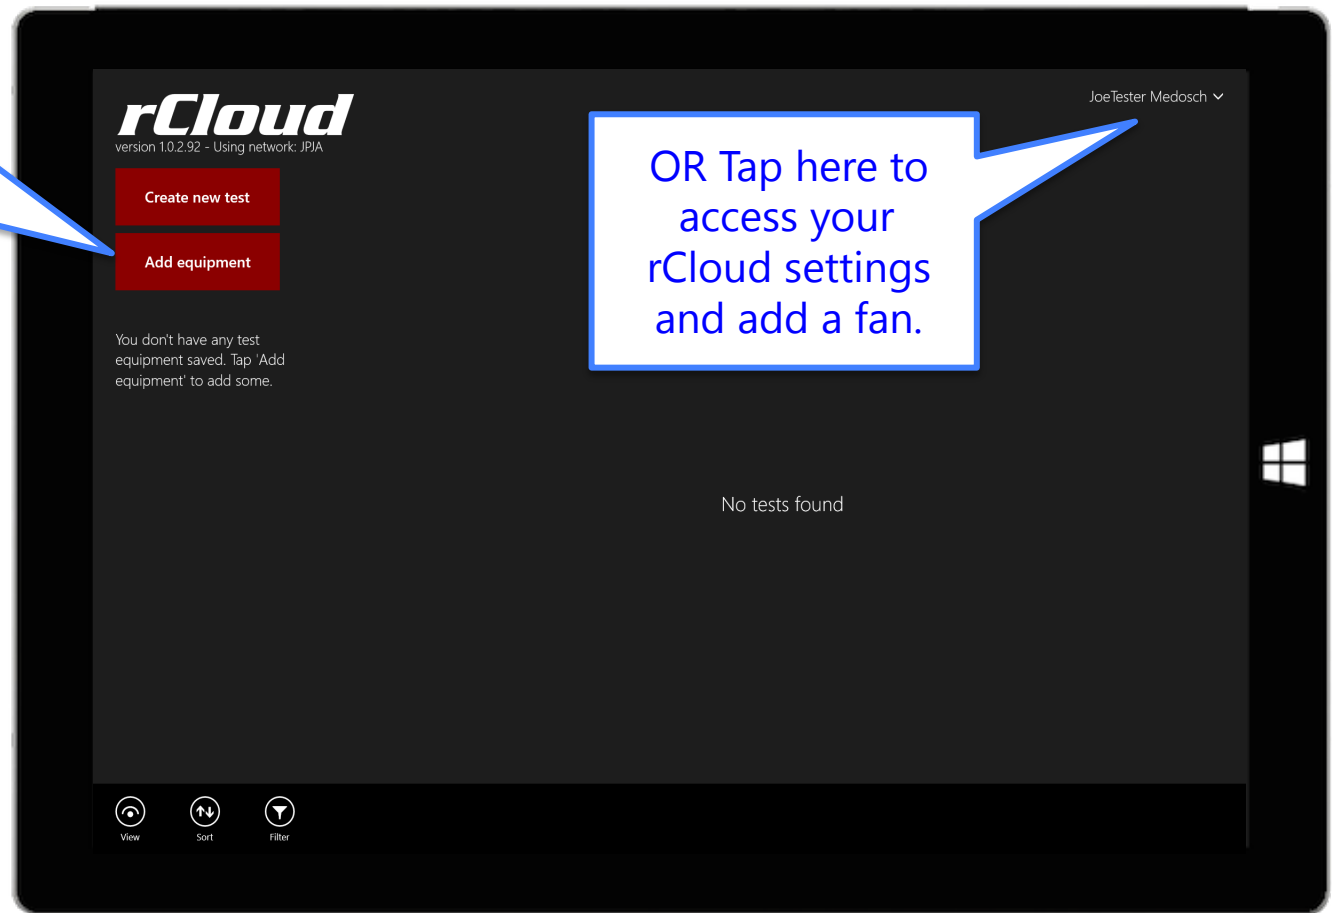 rCloud
version 1.0.2.92 - Using network: JPJA
JoeTester Medosch
Create new test
Add equipment
You don't have any test
equipment saved. Tap 'Add
equipment' to add some.
OR Tap here to
access your
rCloud settings
and add a fan.
No tests found
View
Sort
Filter